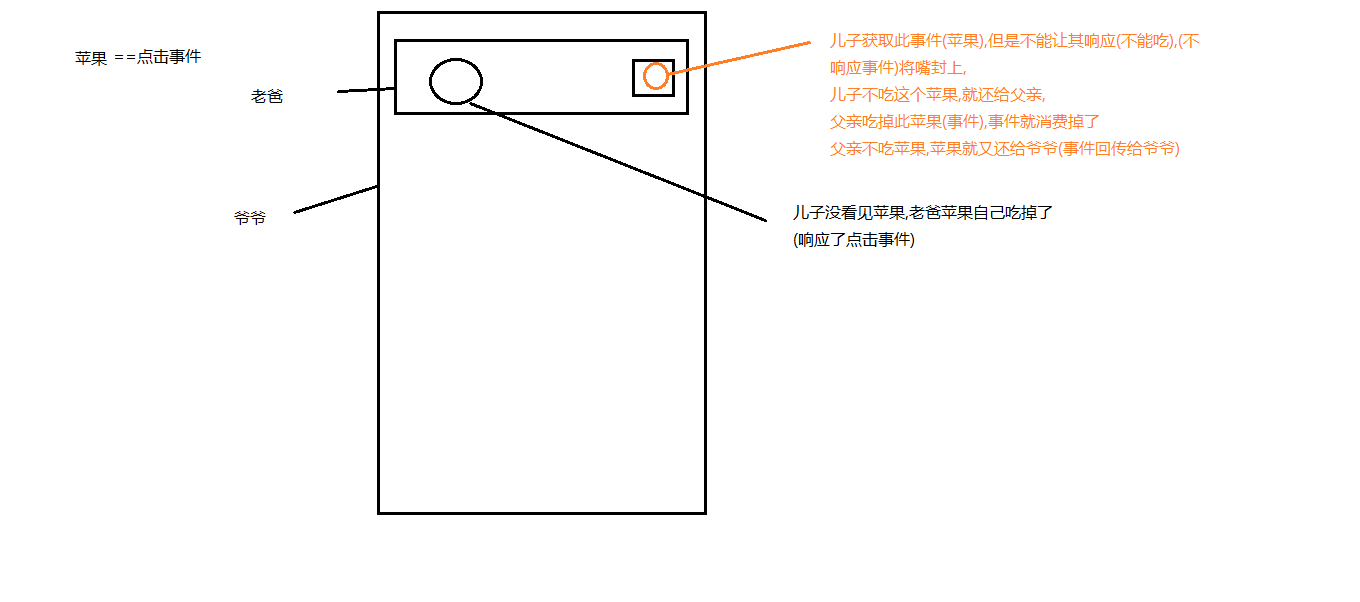 苹果 ==点击事件
老爸
爷爷
儿子获取此事件(苹果),但是不能让其响应(不能吃),(不
响应事件)将嘴封上,
儿子不吃这个苹果,就还给父亲,
父亲吃掉此苹果(事件),事件就消费掉了
父亲不吃苹果,苹果就又还给爷爷(事件回传给爷爷)
儿子没看见苹果,老爸苹果自己吃掉了
(响应了点击事件)